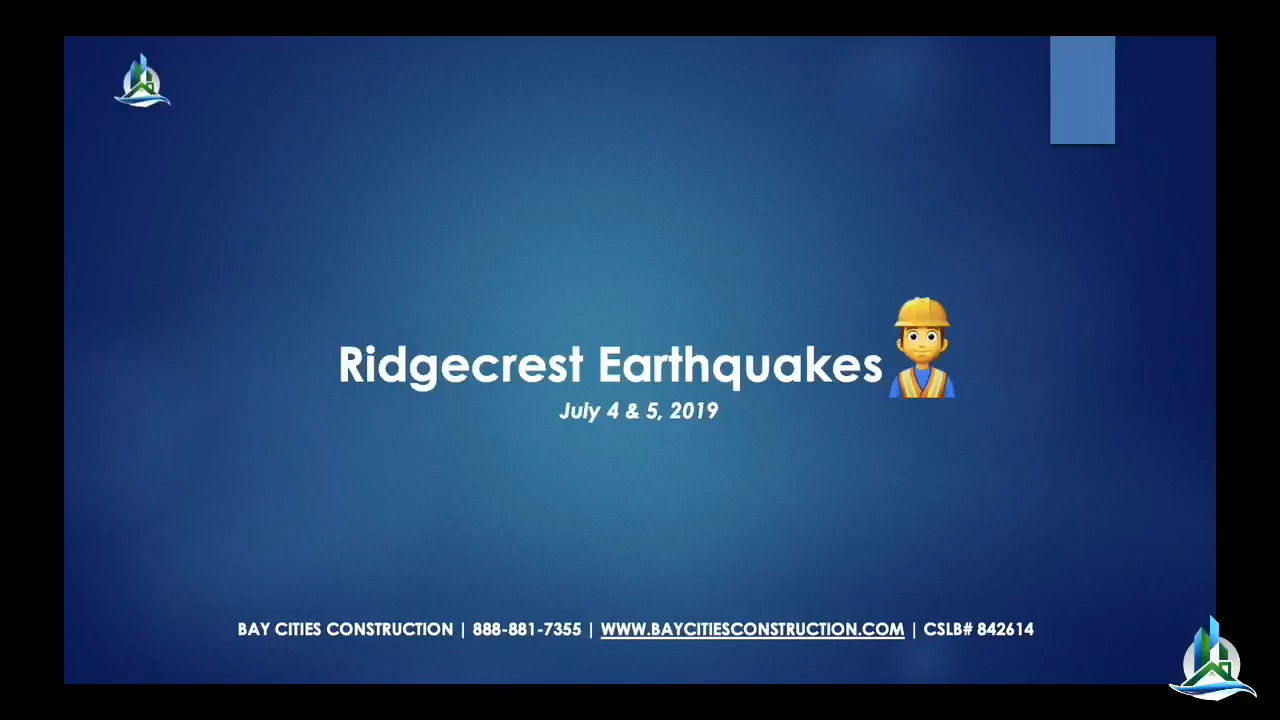 Ridgecrest Earthquakes
July 4 & 5, 2019
BAY CITIES CONSTRUCTION | 888-881-7355 | WWW.BAYCITIESCONSTRUCTION.COM | CSLB# 842614